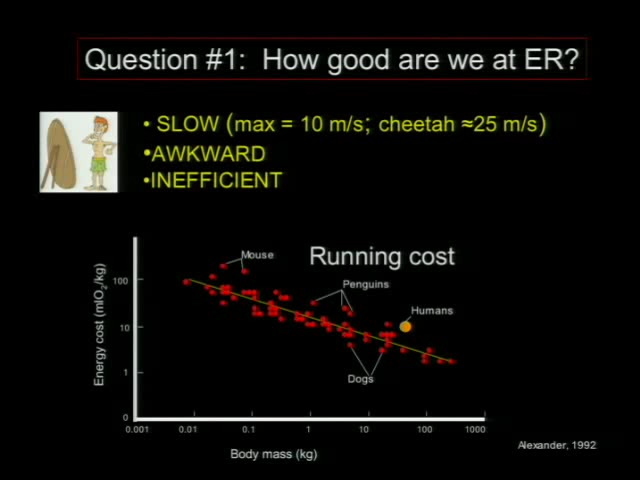 Question #1: How good are we at ER?
• SLOW (max = 10 m/s; cheetah ≈25 m/s)
•AWKWARD
•INEFFICIENT
Running cost
Mouse
Penguins
Humans
Dogs
Energy cost (mlO2/kg)
100
10
1
0
0.001 0.01 0.1 1 10 100 1000
Body mass (kg)
Alexander, 1992